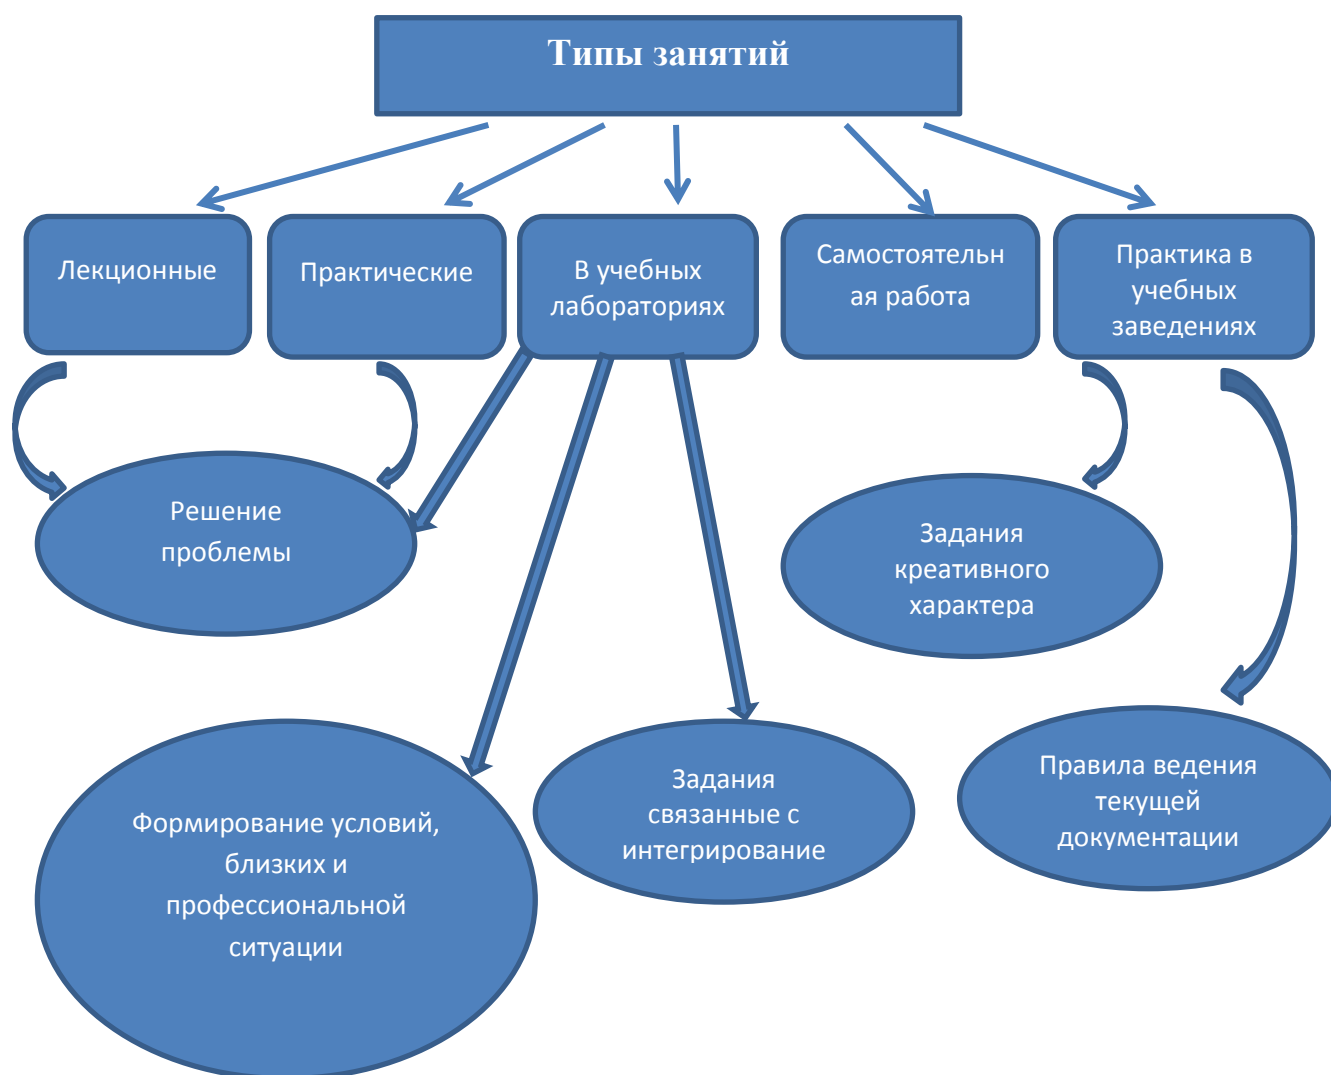 Типы занятий
Лекционные
Практические
В учебных
лабораториях
Самостоятельн
ая работа
Практика в
учебных
заведениях
Решение
проблемы
Задания
креативного
характера
Формирование условий,
близких и
профессиональной
ситуации
Задания
связанные с
интегрирование
Правила ведения
текущей
документации